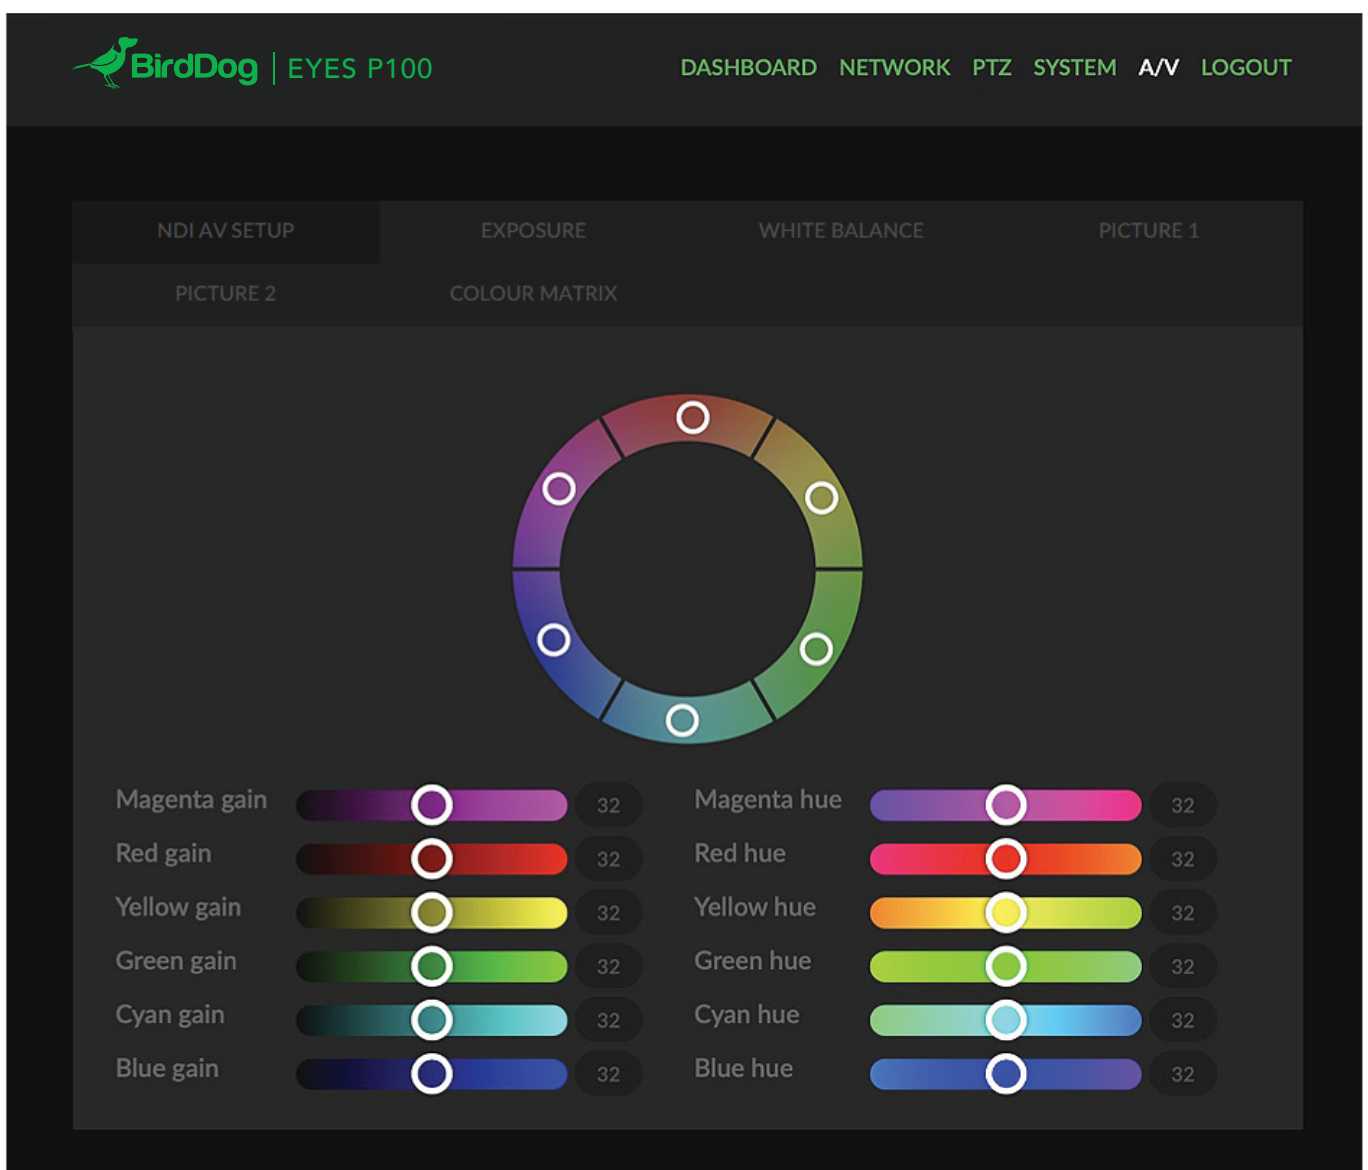 BirdDog | EYES P100 DASHBOARD NETWORK PTZ SYSTEM A/V LOGOUT
NDI AV SETUP EXPOSURE WHITE BALANCE PICTURE 1
PICTURE 2 COLOUR MATRIX
Magenta gain 32 Magenta hue 32
Red gain 32 Red hue 32
Yellow gain 32 Yellow hue 32
Green gain 32 Green hue 32
Cyan gain 32 Cyan hue 32
Blue gain 32 Blue hue 32